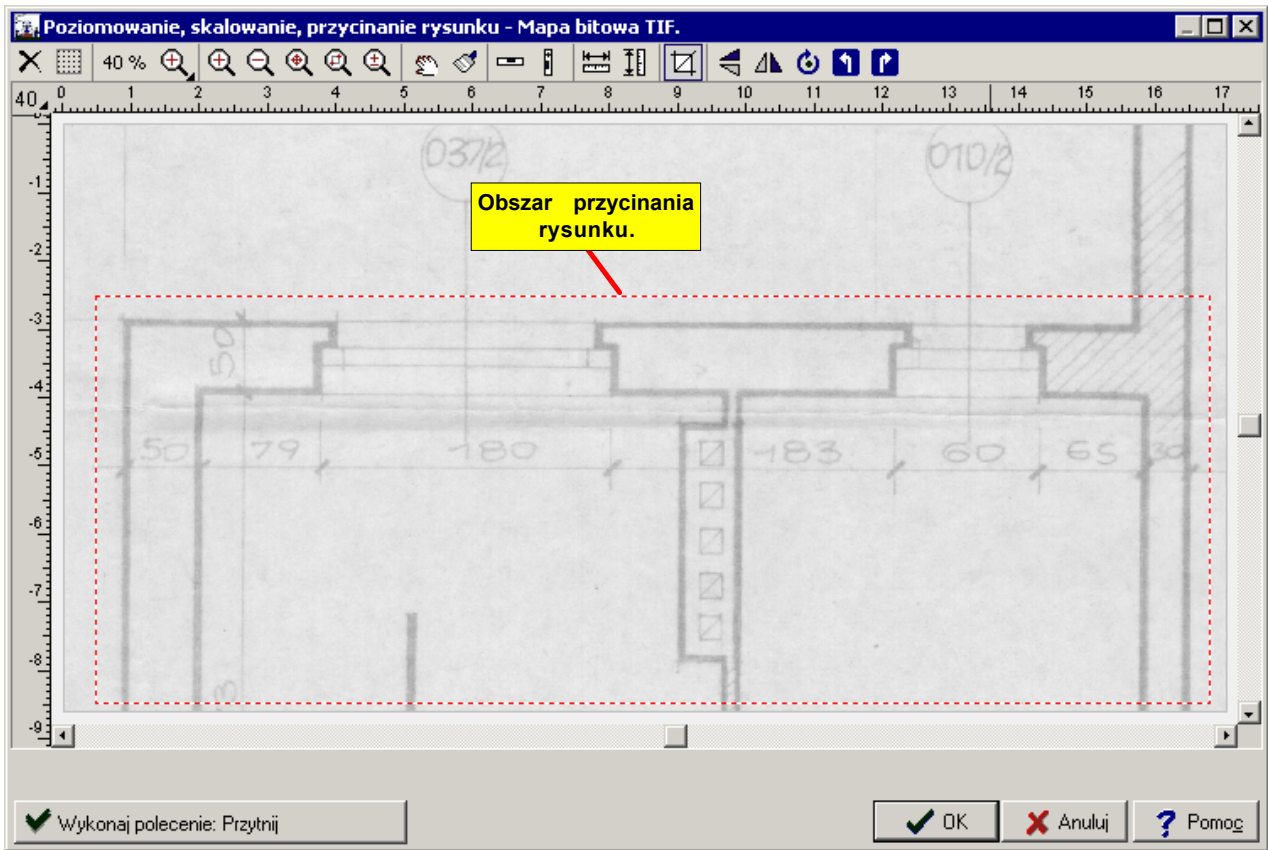 Poziomowanie, skalowanie, przycinanie rysunku - Mapa bitowa TIF.
40 %
40 0 1 2 3 4 5 6 7 8 9 10 11 12 13 14 15 16 17
037/2 010/2
Obszar przycinania
rysunku.
-1
-2
-3
-4
-5
-6
-7
-8
-9
50
50 79 180 183 60 65 30
3
Wykonaj polecenie: Przytnij
OK
Anuluj
Pomoc